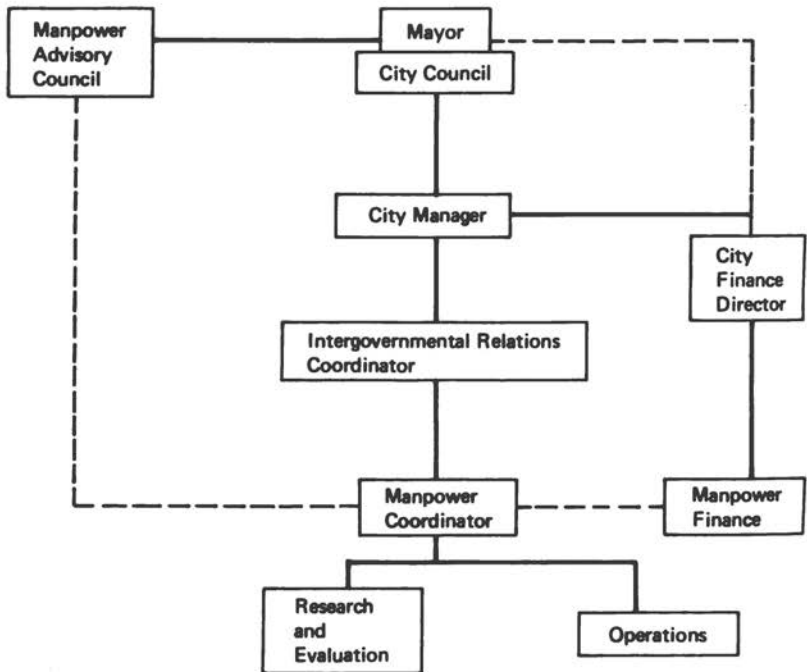 Manpower
Advisory
Council
Mayor
City Council
City Manager
City
Finance
Director
Intergovernmental Relations
Coordinator
Manpower
Coordinator
Manpower
Finance
Research
and
Evaluation
Operations